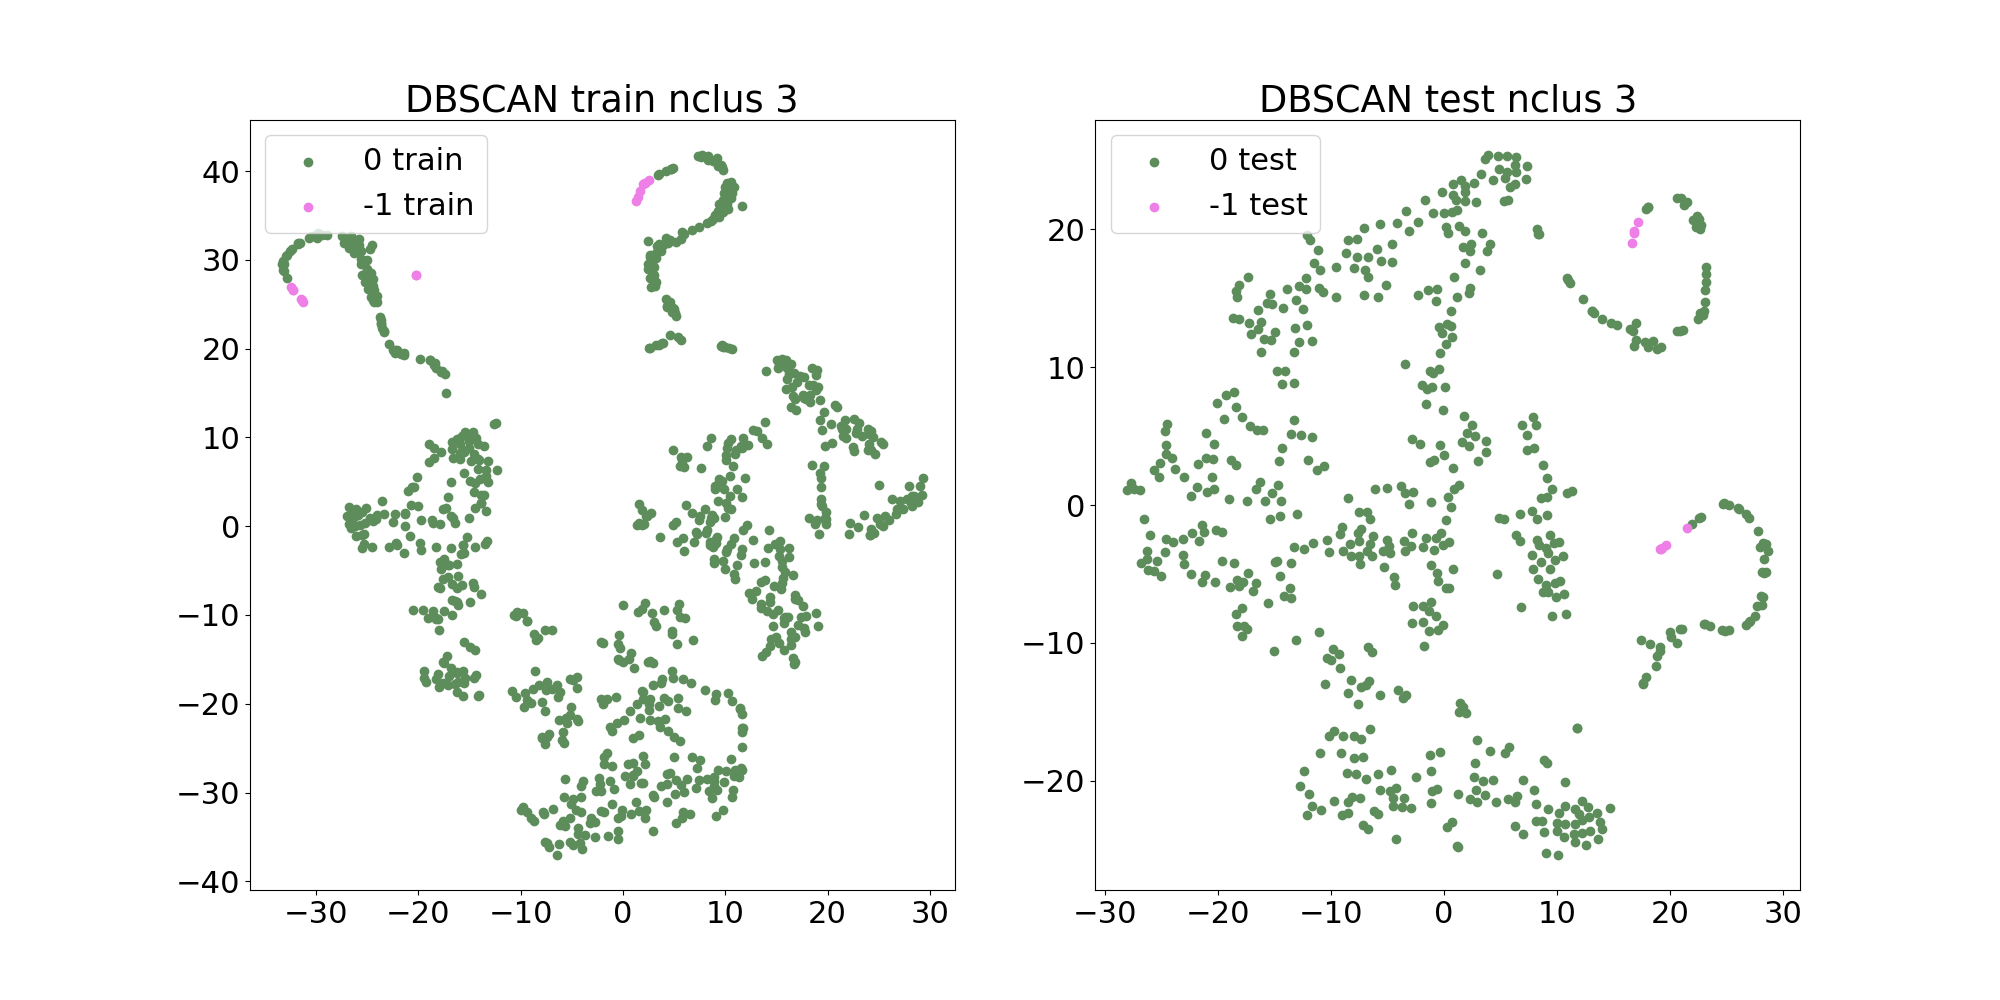 DBSCAN train nclus 3
0 train
-1 train
40
30
20
10
0
−10
−20
−30
−40
−30 −20 −10 0 10 20 30
DBSCAN test nclus 3
0 test
-1 test
20
10
0
−10
−20
−30 −20 −10 0 10 20 30